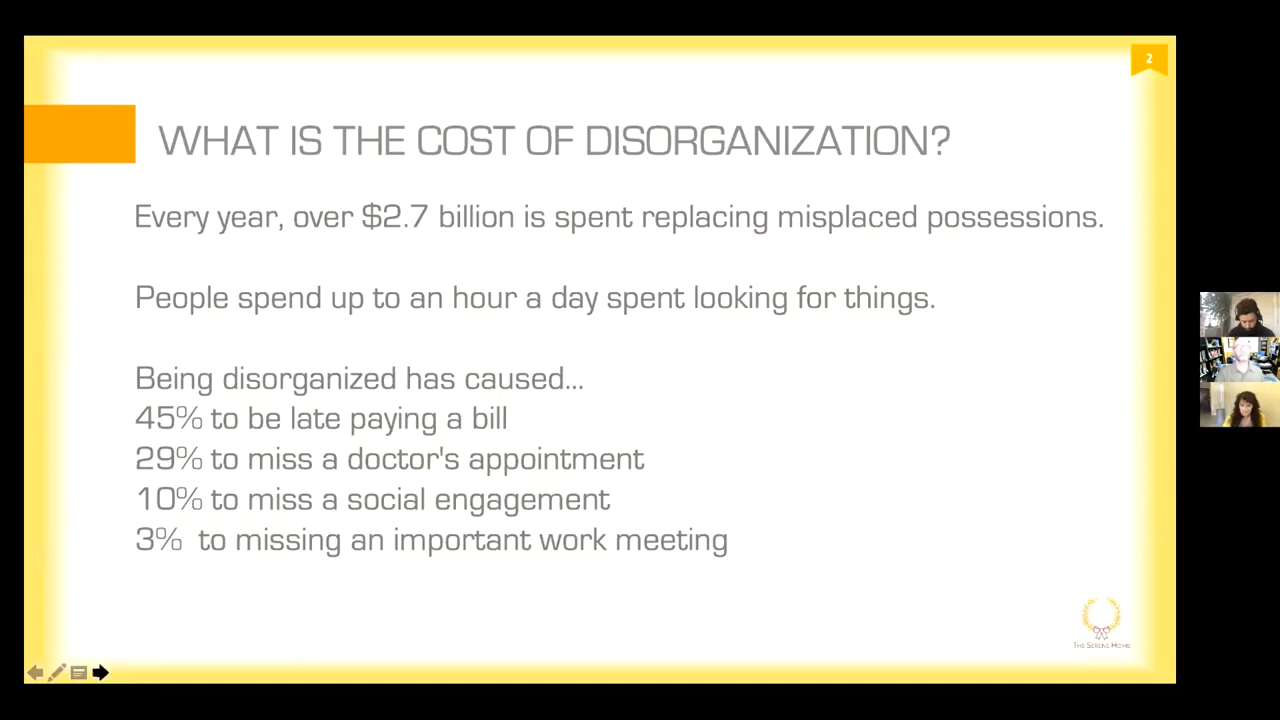 2
WHAT IS THE COST OF DISORGANIZATION?
Every year, over $2.7 billion is spent replacing misplaced possessions.
People spend up to an hour a day spent looking for things.
Being disorganized has caused...
45% to be late paying a bill
29% to miss a doctor's appointment
10% to miss a social engagement
3% to missing an important work meeting
THE SERENE HOME